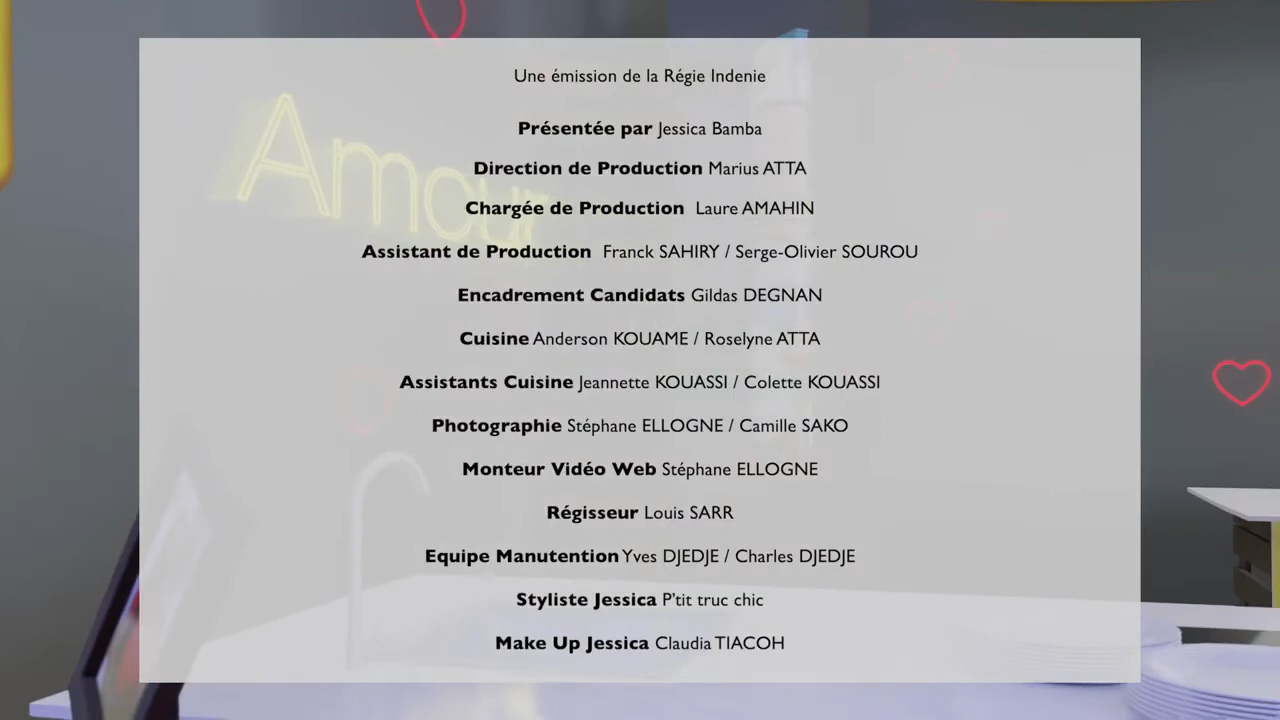 Une émission de la Régie Indenie
Présentée par Jessica Bamba
Amour
Direction de Production Marius ATTA
Chargée de Production Laure AMAHIN
Assistant de Production Franck SAHIRY / Serge-Olivier SOUROU
Encadrement Candidats Gildas DEGNAN
Cuisine Anderson KOUAME / Roselyne ATTA
Assistants Cuisine Jeannette KOUASSI / Colette KOUASSI
Photographie Stéphane ELLOGNE / Camille SAKO
Monteur Vidéo Web Stéphane ELLOGNE
Régisseur Louis SARR
Equipe Manutention Yves DJEDJE / Charles DJEDJE
Styliste Jessica P'tit truc chic
Make Up Jessica Claudia TIACOH